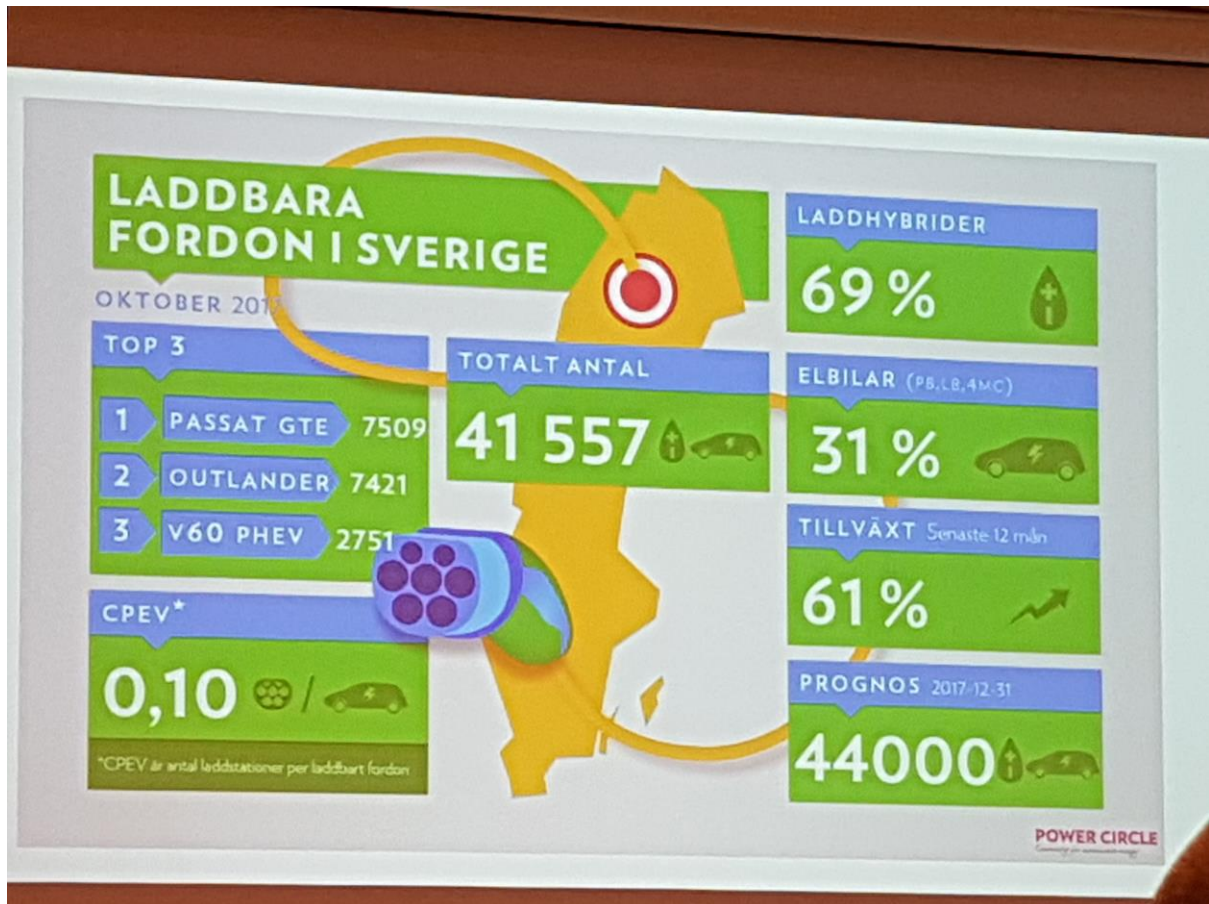 LADDBARA
FORDON I SVERIGE
OKTOBER 2017
TOP 3
1 PASSAT GTE 7509
2 OUTLANDER 7421
3 V60 PHEV 2751
CPEV*
0,10 /
*CPEV är antal laddstationer per laddbart fordon
TOTALT ANTAL
41 557
LADDHYBRIDER
69 %
ELBILAR (PB,LB,4MC)
31 %
TILLVÄXT Senaste 12 mån
61 %
PROGNOS 2017-12-31
44000
POWER CIRCLE